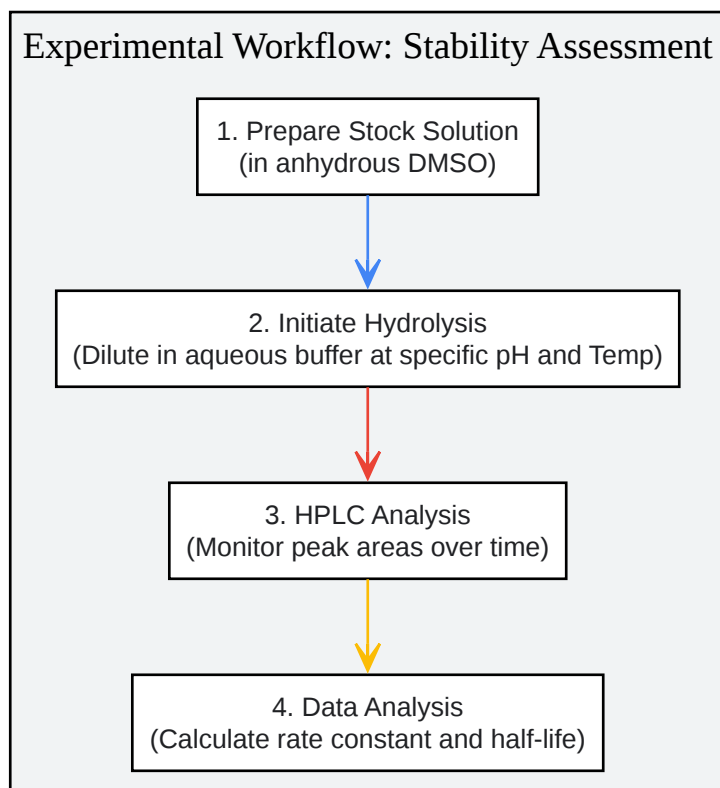 Experimental Workflow: Stability Assessment
1. Prepare Stock Solution
(in anhydrous DMSO)
2. Initiate Hydrolysis
(Dilute in aqueous buffer at specific pH and Temp)
3. HPLC Analysis
(Monitor peak areas over time)
4. Data Analysis
(Calculate rate constant and half-life)